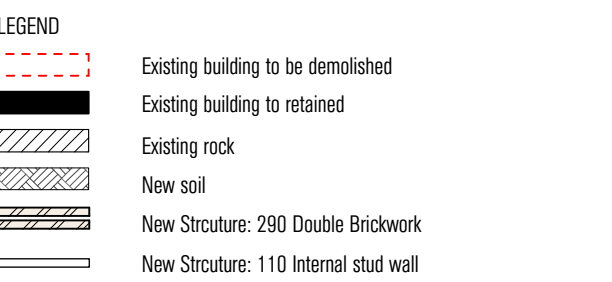 LEGEND
Existing building to be demolished
Existing building to retained
Existing rock
New soil
New Strcuture: 290 Double Brickwork
New Strcuture: 110 Internal stud wall